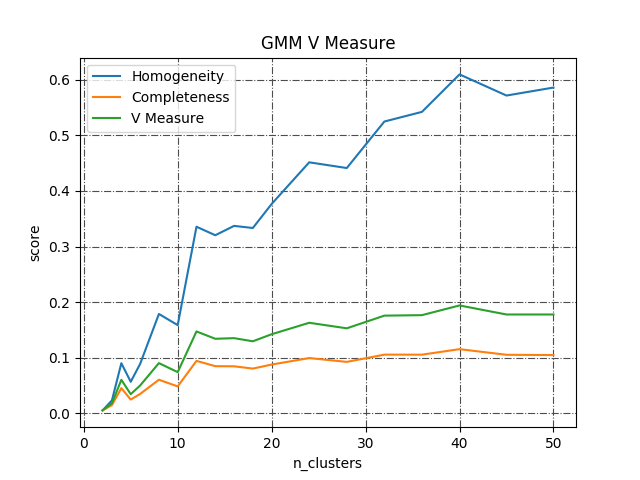 GMM V Measure
Homogeneity
Completeness
V Measure
score
0.6
0.5
0.4
0.3
0.2
0.1
0.0
0 10 20 30 40 50
n_clusters